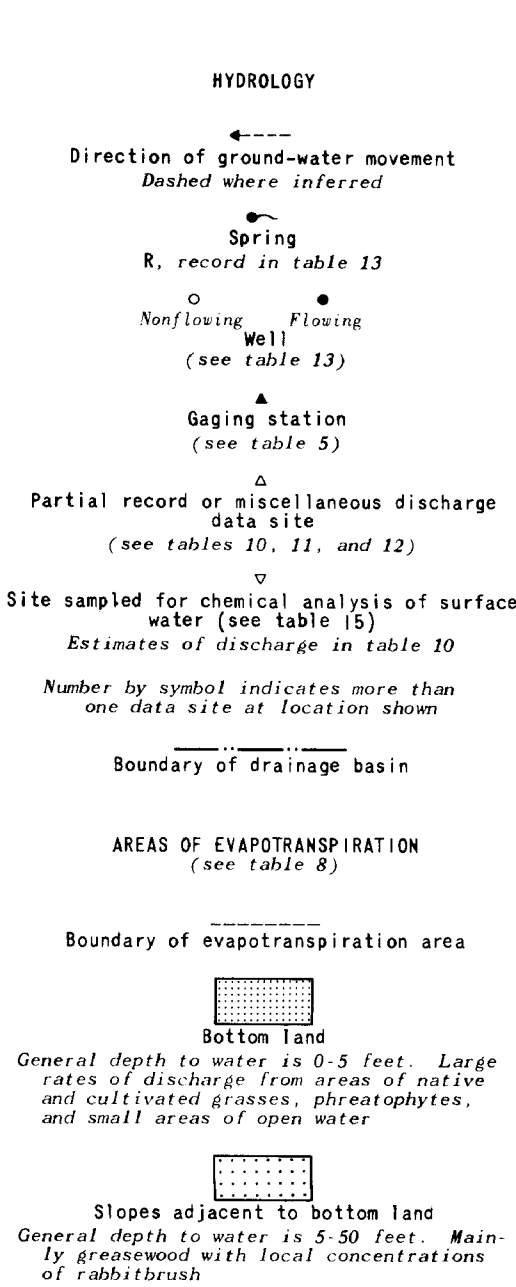 HYDROLOGY
Direction of ground-water movement
Dashed where inferred
Spring
R, record in table 13
Nonflowing Flowing
Well
(see table 13)
Gaging station
(see table 5)
Partial record or miscellaneous discharge
data site
(see tables 10, 11, and 12)
Site sampled for chemical analysis of surface
water (see table 15)
Estimates of discharge in table 10
Number by symbol indicates more than
one data site at location shown
Boundary of drainage basin
AREAS OF EVAPOTRANSPIRATION
(see table 8)
Boundary of evapotranspiration area
Bottom land
General depth to water is 0-5 feet. Large
rates of discharge from areas of native
and cultivated grasses, phreatophytes,
and small areas of open water
Slopes adjacent to bottom land
General depth to water is 5-50 feet. Main-
ly greasewood with local concentrations
of rabbitbrush